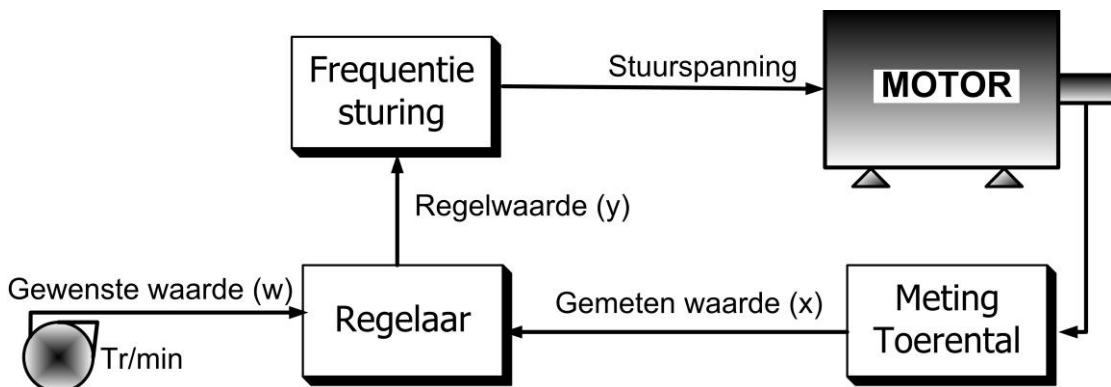 Frequentie
sturing
Stuurspanning
MOTOR
Regelwaarde (y)
Gewenste waarde (w)
Tr/min
Regelaar
Gemeten waarde (x)
Meting
Toerental